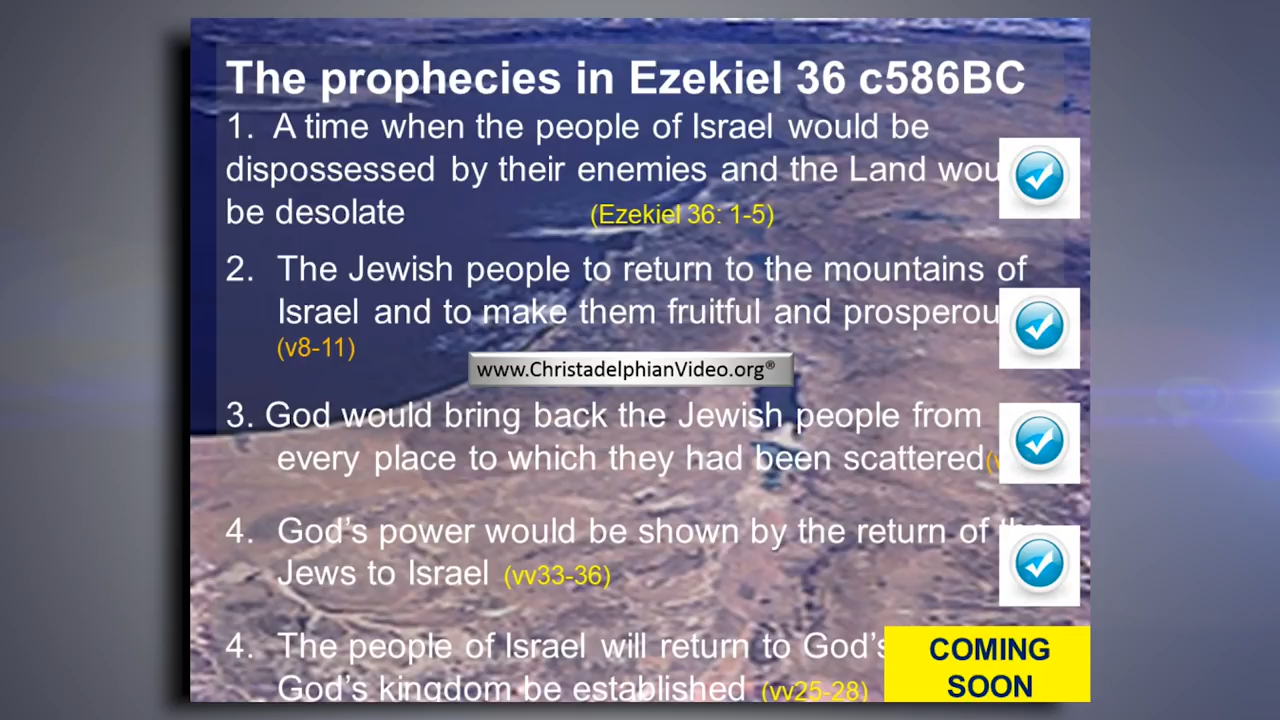 The prophecies in Ezekiel 36 c586BC
1. A time when the people of Israel would be
dispossessed by their enemies and the Land wou
be desolate (Ezekiel 36: 1-5)
2. The Jewish people to return to the mountains of
Israel and to make them fruitful and prosperou
(v8-11)
www.ChristadelphianVideo.org®
3. God would bring back the Jewish people from
every place to which they had been scattered
4. God's power would be shown by the return of the
Jews to Israel (vv33-36)
4. The people of Israel will return to God's
God's kingdom be established (vv25-28)
COMING
SOON